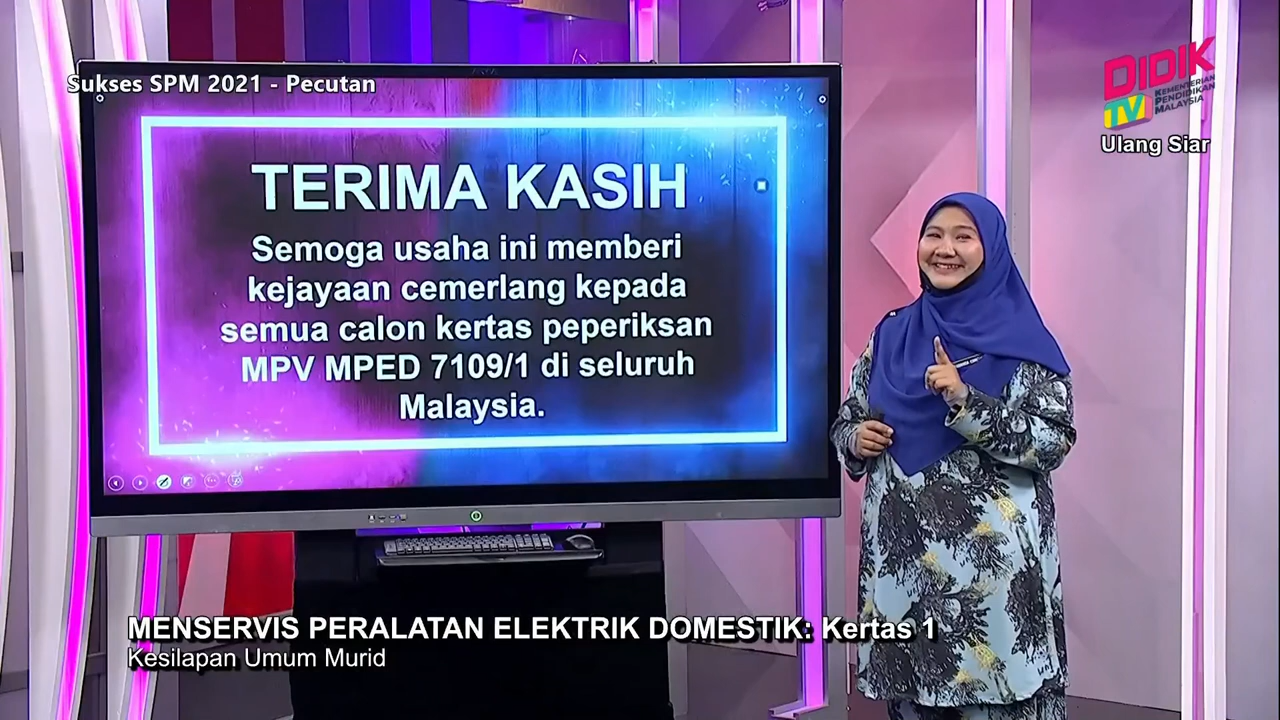 Sukses SPM 2021 - Pecutan
DIDIK
TV
KEMENTERIAN
PENDIDIKAN
MALAYSIA
Ulang Siar
TERIMA KASIH
Semoga usaha ini memberi
kejayaan cemerlang kepada
semua calon kertas peperiksan
MPV MPED 7109/1 di seluruh
Malaysia.
MENSERVIS PERALATAN ELEKTRIK DOMESTIK: Kertas 1
Kesilapan Umum Murid